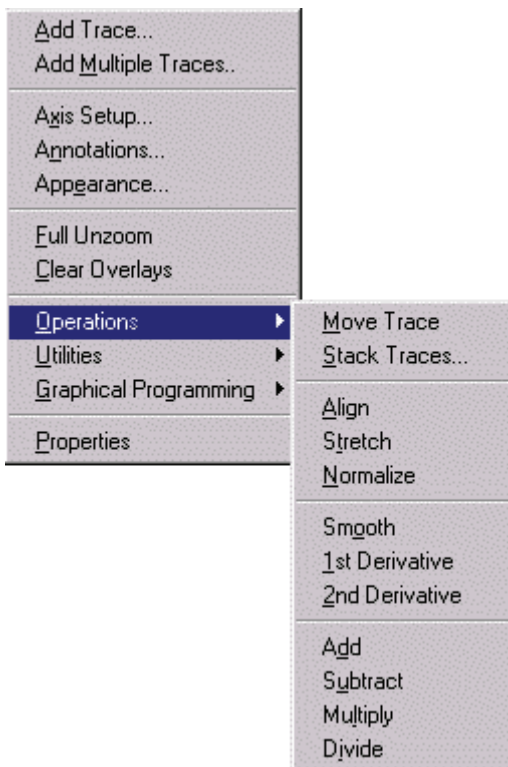 Add Trace...
Add Multiple Traces..
Axis Setup...
Annotations...
Appearance...
Full Unzoom
Clear Overlays
Operations
Utilities
Graphical Programming
Properties
Move Trace
Stack Traces...
Align
Stretch
Normalize
Smooth
1st Derivative
2nd Derivative
Add
Subtract
Multiply
Divide